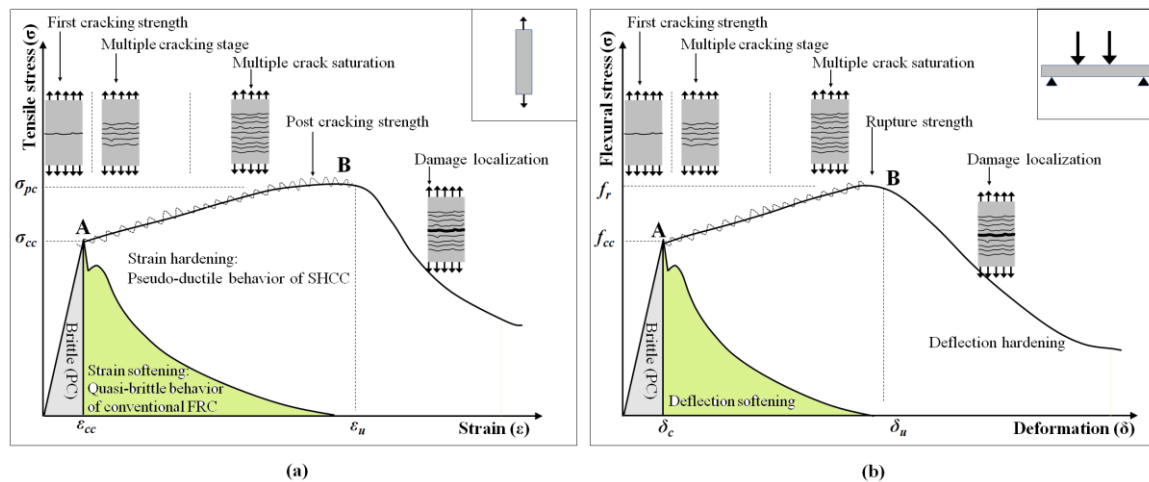 First cracking strength
Multiple cracking stage
Multiple crack saturation
Tensile stress (σ)
Post cracking strength
B
Damage localization
σpc
A
σcc
Strain hardening:
Pseudo-ductile behavior of SHCC
Brittle (PC)
Strain softening:
Quasi-brittle behavior
of conventional FRC
εcc
εu
Strain (ε)
(a)
First cracking strength
Multiple cracking stage
Multiple crack saturation
Flexural stress (σ)
Rupture strength
B
Damage localization
fr
A
fcc
Brittle (PC)
Deflection hardening
Deflection softening
δc
δu
Deformation (δ)
(b)